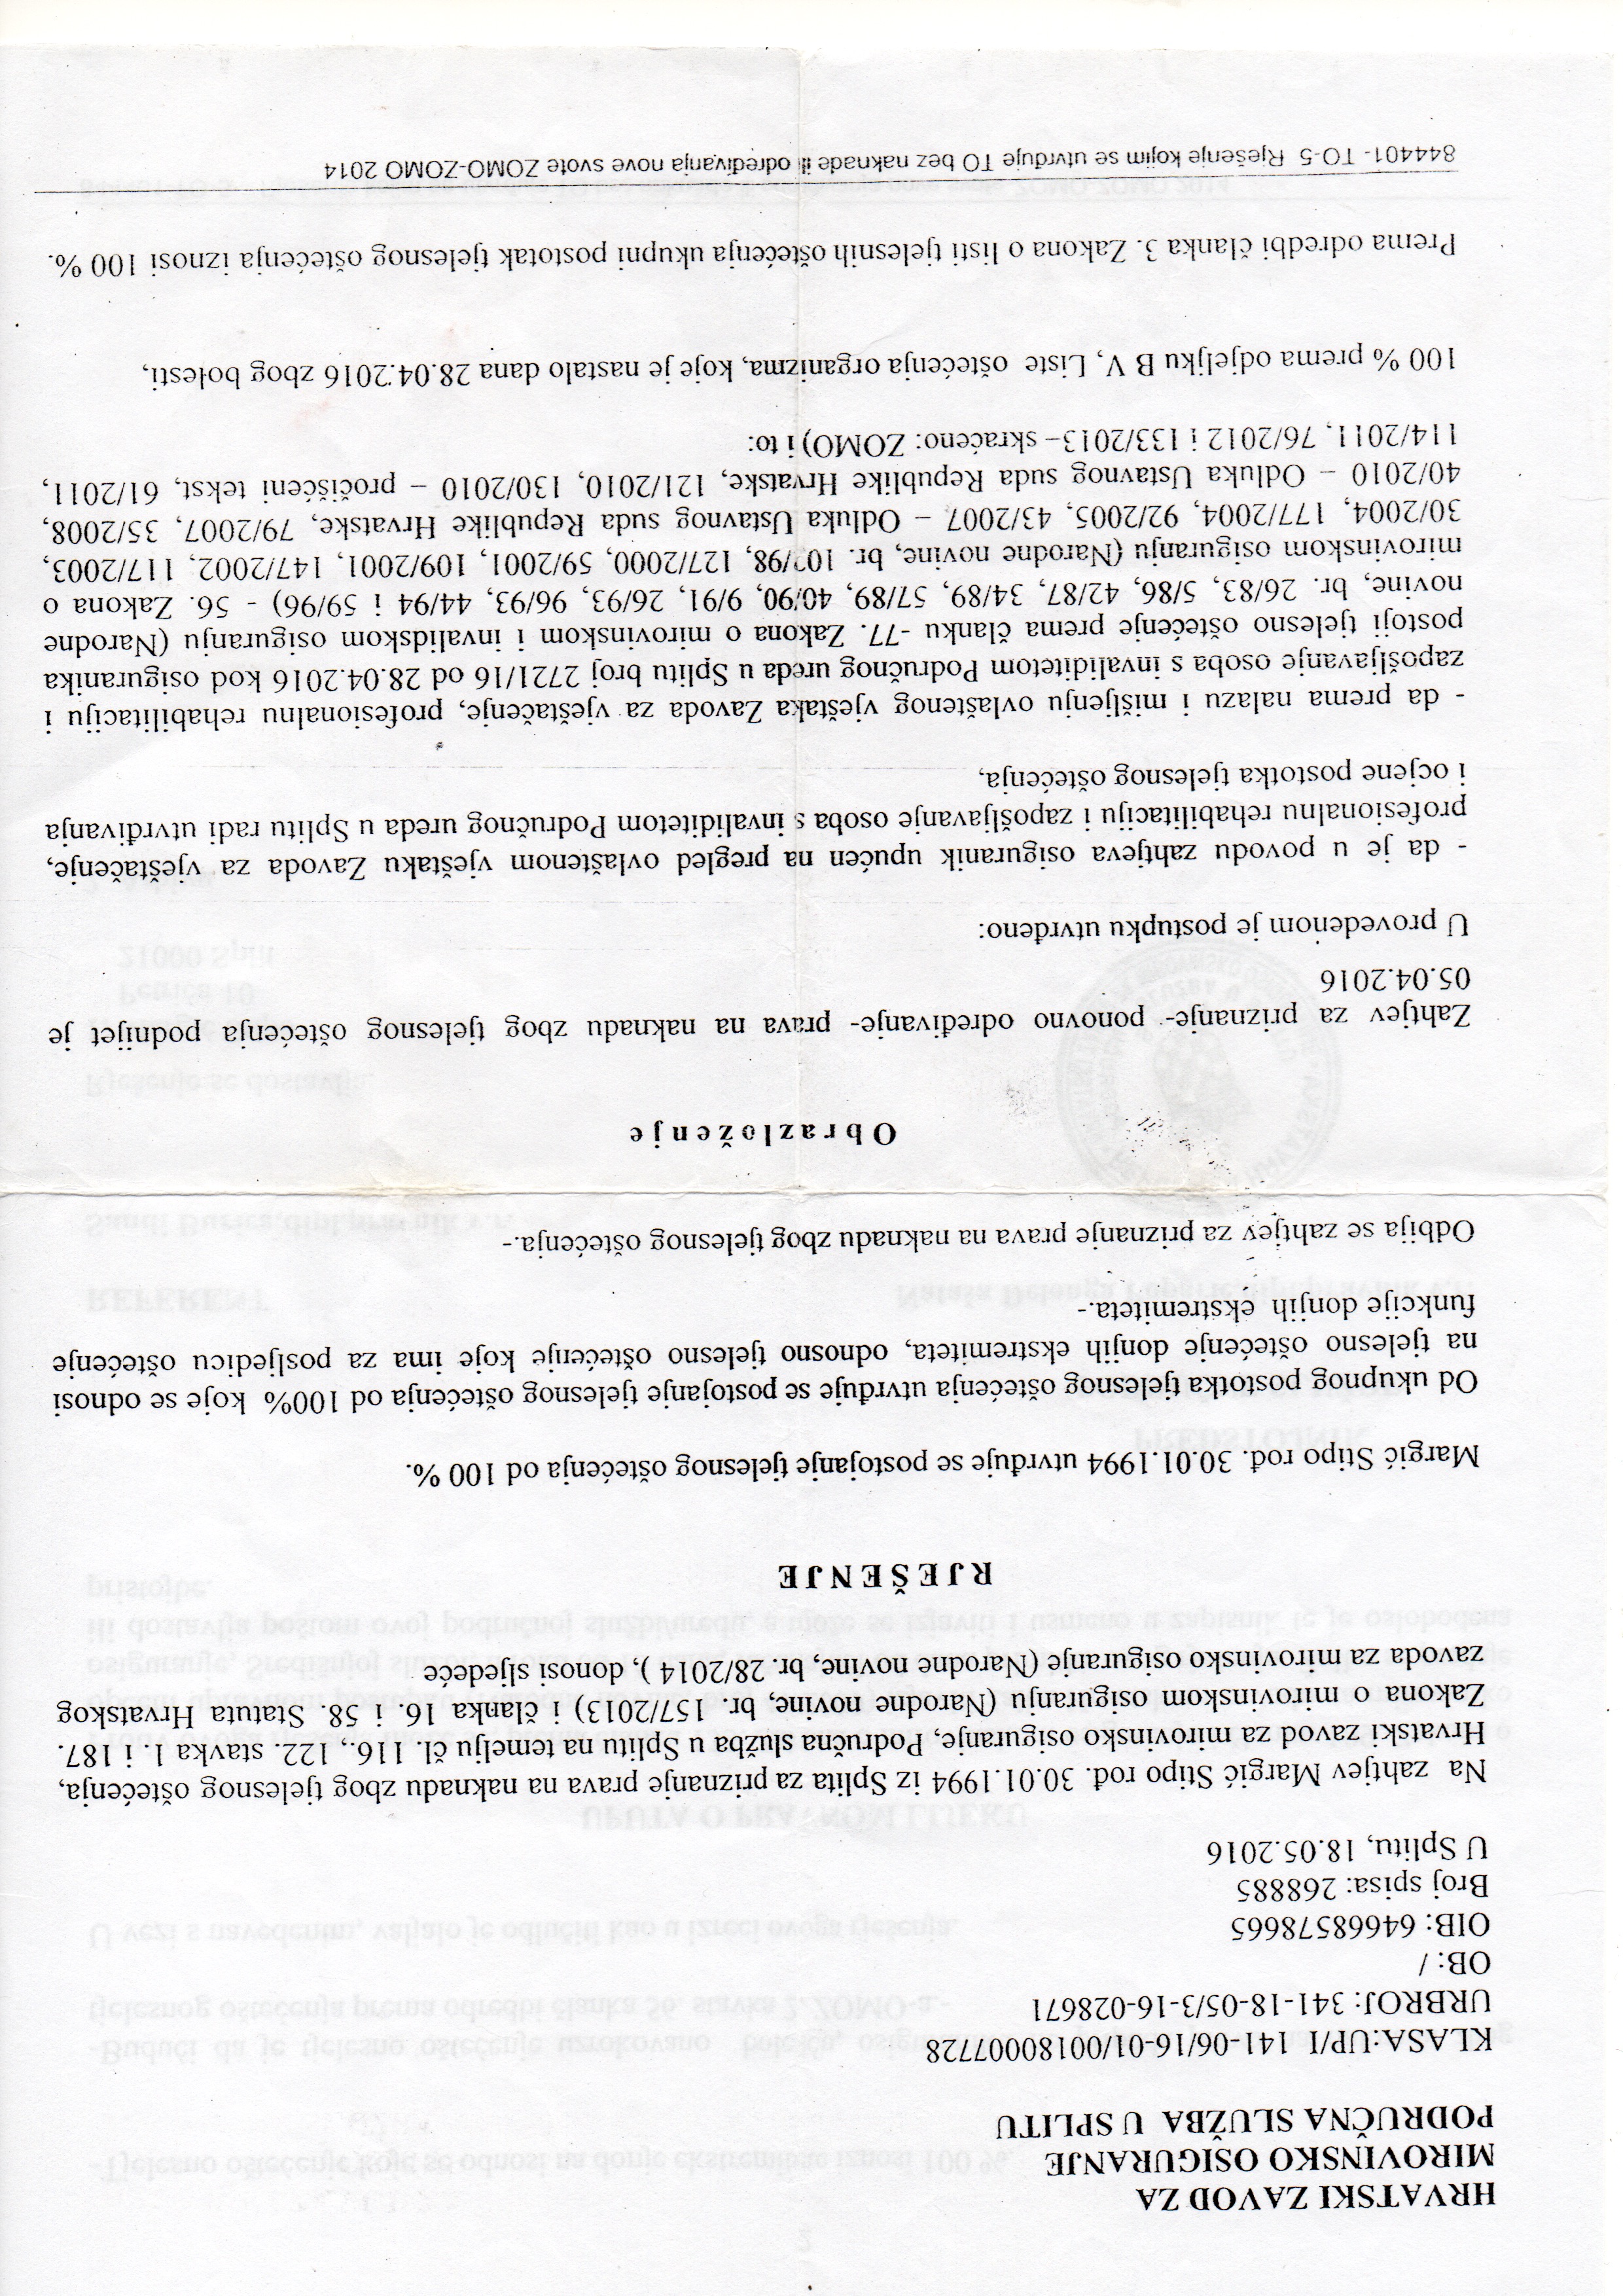 HRVATSKI ZAVOD ZA
MIROVINSKO OSIGURANJE
PODRUČNA SLUŽBA U SPLITU
KLASA:UP/I 141-06/16-01/00180007728
URBROJ: 341-18-05/3-16-028671
OB: /
OIB: 64668578665
Broj spisa: 268885
U Splitu, 18.05.2016
Na zahtjev Margić Stipo rođ. 30.01.1994 iz Splita za priznanje prava na naknadu zbog tjelesnog oštećenja,
Hrvatski zavod za mirovinsko osiguranje, Područna služba u Splitu na temelju čl. 116., 122. stavka 1. i 187.
Zakona o mirovinskom osiguranju (Narodne novine, br. 157/2013) i članka 16. i 58. Statuta Hrvatskog
zavoda za mirovinsko osiguranje (Narodne novine, br. 28/2014 ), donosi sljedeće
RJEŠENJE
Margić Stipo rođ. 30.01.1994 utvrđuje se postojanje tjelesnog oštećenja od 100 %.
Od ukupnog postotka tjelesnog oštećenja utvrđuje se postojanje tjelesnog oštećenja od 100% koje se odnosi
na tjelesno oštećenje donjih ekstremiteta, odnosno tjelesno oštećenje koje ima za posljedicu oštećenje
funkcije donjih ekstremiteta.-
Odbija se zahtjev za priznanje prava na naknadu zbog tjelesnog oštećenja.-
Obrazloženje
Zahtjev za priznanje- ponovno određivanje- prava na naknadu zbog tjelesnog oštećenja podnijet je
05.04.2016
U provedenom je postupku utvrđeno:
- da je u povodu zahtjeva osiguranik upućen na pregled ovlaštenom vještaku Zavoda za vještačenje,
profesionalnu rehabilitaciju i zapošljavanje osoba s invaliditetom Područnog ureda u Splitu radi utvrđivanja
i ocjene postotka tjelesnog oštećenja,
- da prema nalazu i mišljenju ovlaštenog vještaka Zavoda za vještačenje, profesionalnu rehabilitaciju i
zapošljavanje osoba s invaliditetom Područnog ureda u Splitu broj 2721/16 od 28.04.2016 kod osiguranika
postoji tjelesno oštećenje prema članku -77. Zakona o mirovinskom i invalidskom osiguranju (Narodne
novine, br. 26/83, 5/86, 42/87, 34/89, 57/89, 40/90, 9/91, 26/93, 96/93, 44/94 i 59/96) - 56. Zakona o
mirovinskom osiguranju (Narodne novine, br. 102/98, 127/2000, 59/2001, 109/2001, 147/2002, 117/2003,
30/2004, 177/2004, 92/2005, 43/2007 – Odluka Ustavnog suda Republike Hrvatske, 79/2007, 35/2008,
40/2010 – Odluka Ustavnog suda Republike Hrvatske, 121/2010, 130/2010 – pročišćeni tekst, 61/2011,
114/2011, 76/2012 i 133/2013– skraćeno: ZOMO) i to:
100 % prema odjeljku B V, Liste oštećenja organizma, koje je nastalo dana 28.04.2016 zbog bolesti,
Prema odredbi članka 3. Zakona o listi tjelesnih oštećenja ukupni postotak tjelesnog oštećenja iznosi 100 %.
844401- TO-5 Rješenje kojim se utvrđuje TO bez naknade ili određivanja nove svote ZOMO-ZOMO 2014